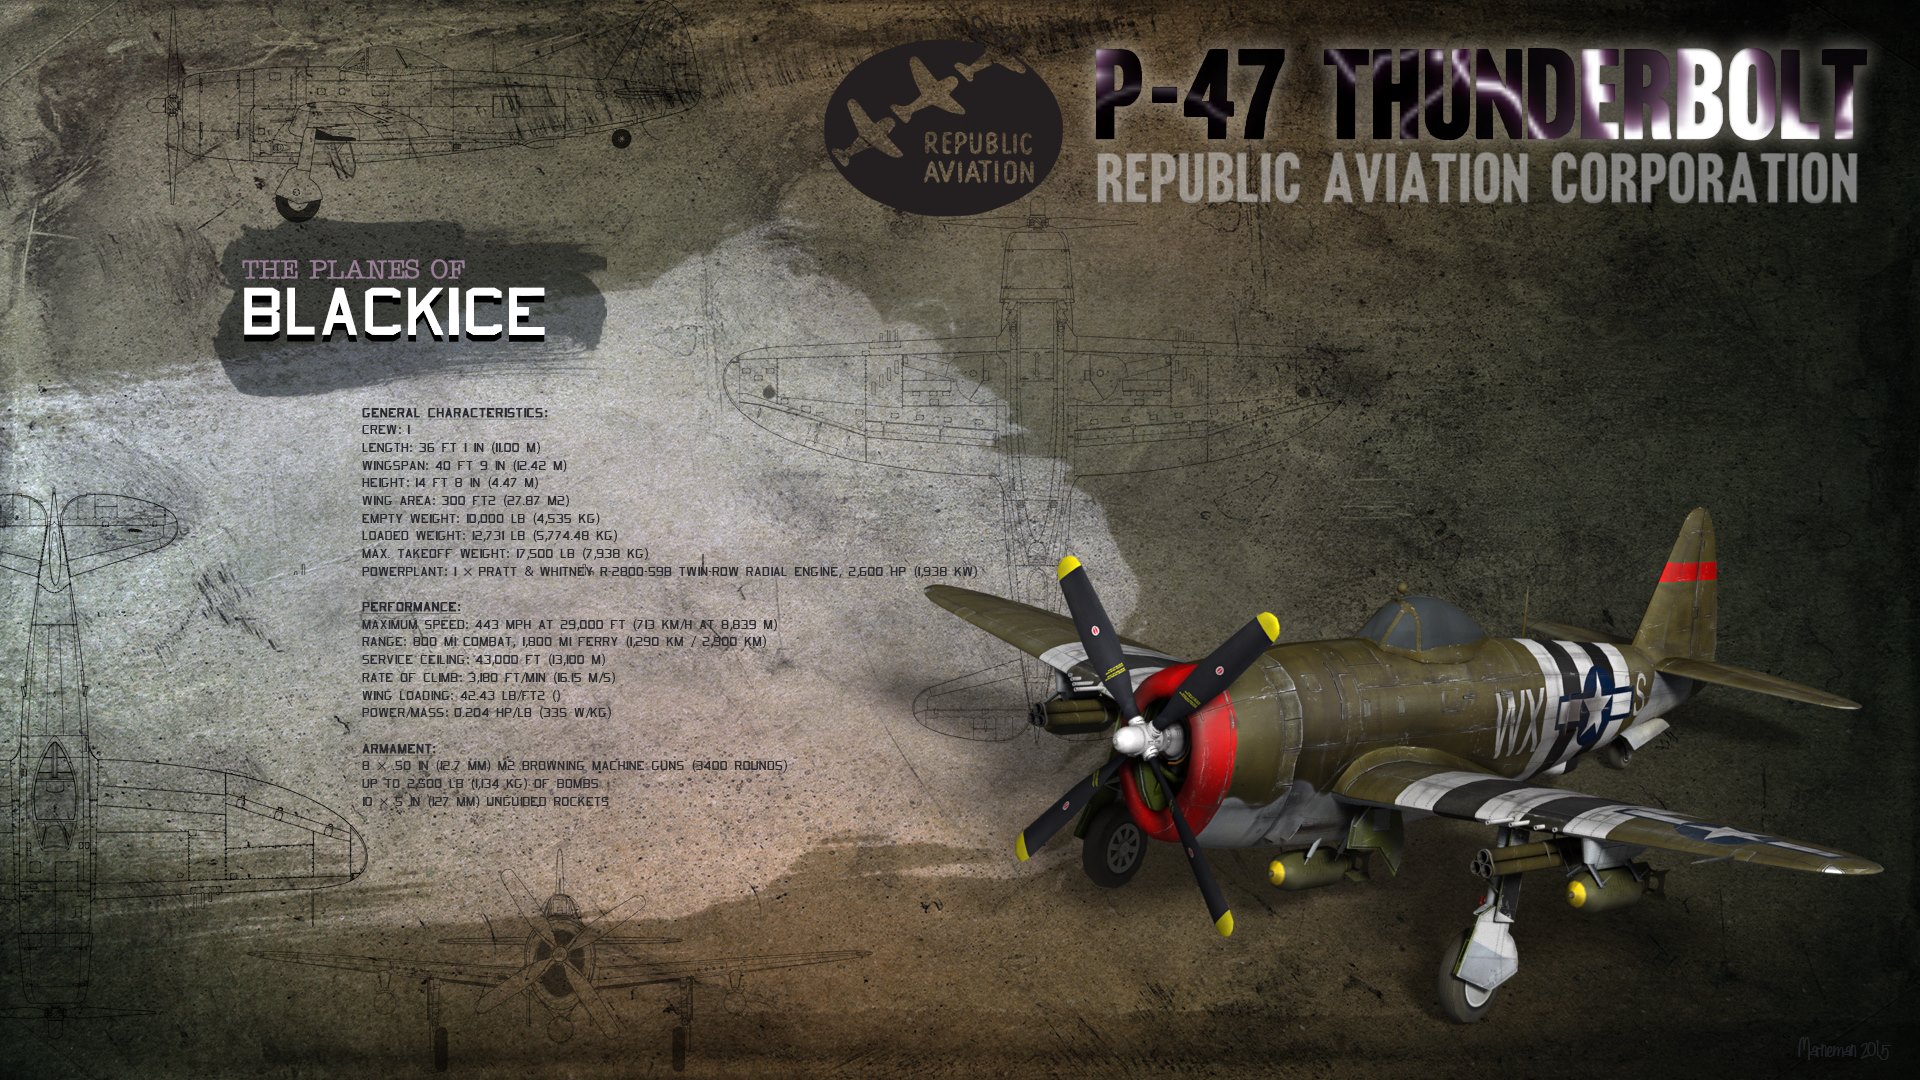 REPUBLIC
AVIATION
P-47 THUNDERBOLT
REPUBLIC AVIATION CORPORATION
THE PLANES OF
BLACKICE
GENERAL CHARACTERISTICS:
CREW: 1
LENGTH: 36 FT 1 IN (11.00 M)
WINGSPAN: 40 FT 9 IN (12.42 M)
HEIGHT: 14 FT 8 IN (4.47 M)
WING AREA: 300 FT2 (27.87 M2)
EMPTY WEIGHT: 10,000 LB (4,535 KG)
LOADED WEIGHT: 12,731 LB (5,774.48 KG)
MAX. TAKEOFF WEIGHT: 17,500 LB (7,938 KG)
POWERPLANT: 1 × PRATT & WHITNEY R-2800-59B TWIN-ROW RADIAL ENGINE, 2,600 HP (1,938 KW)
PERFORMANCE:
MAXIMUM SPEED: 443 MPH AT 29,000 FT (713 KM/H AT 8,839 M)
RANGE: 800 MI COMBAT, 1,800 MI FERRY (1,290 KM / 2,900 KM)
SERVICE CEILING: 43,000 FT (13,100 M)
RATE OF CLIMB: 3,180 FT/MIN (16.15 M/S)
WING LOADING: 42.43 LB/FT2 ()
POWER/MASS: 0.204 HP/LB (335 W/KG)
ARMAMENT:
8 × .50 IN (12.7 MM) M2 BROWNING MACHINE GUNS (3400 ROUNDS)
UP TO 2,500 LB (1,134 KG) OF BOMBS
10 × 5 IN (127 MM) UNGUIDED ROCKETS
WX S
Marneman 2015